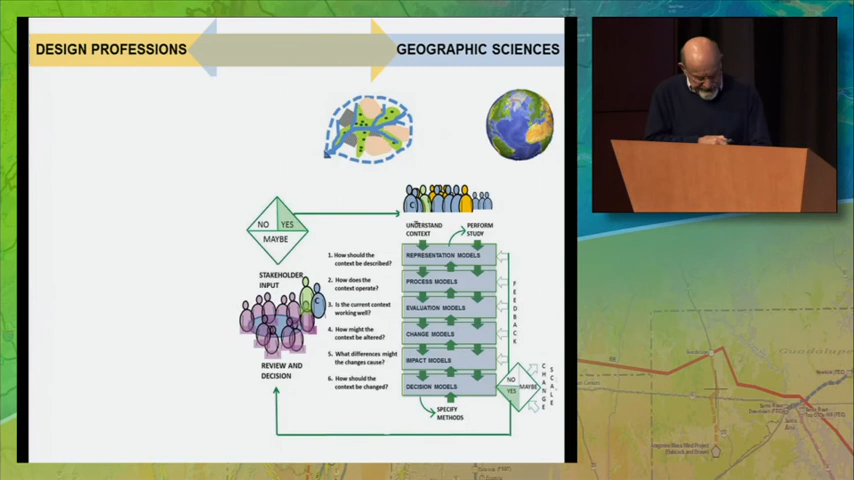 DESIGN PROFESSIONS
GEOGRAPHIC SCIENCES
C
UNDERSTAND
CONTEXT
PERFORM
STUDY
NO
YES
MAYBE
STAKEHOLDER
INPUT
C
REVIEW AND
DECISION
1. How should the
context be described?
2. How does the
context operate?
3. Is the current context
working well?
4. How might the
context be altered?
5. What differences might
the changes cause?
6. How should the
context be changed?
REPRESENTATION MODELS
PROCESS MODELS
EVALUATION MODELS
CHANGE MODELS
IMPACT MODELS
DECISION MODELS
FEEDBACK
NO
MAYBE
YES
CHANGE
SCALE
SPECIFY
METHODS
Guadalupe